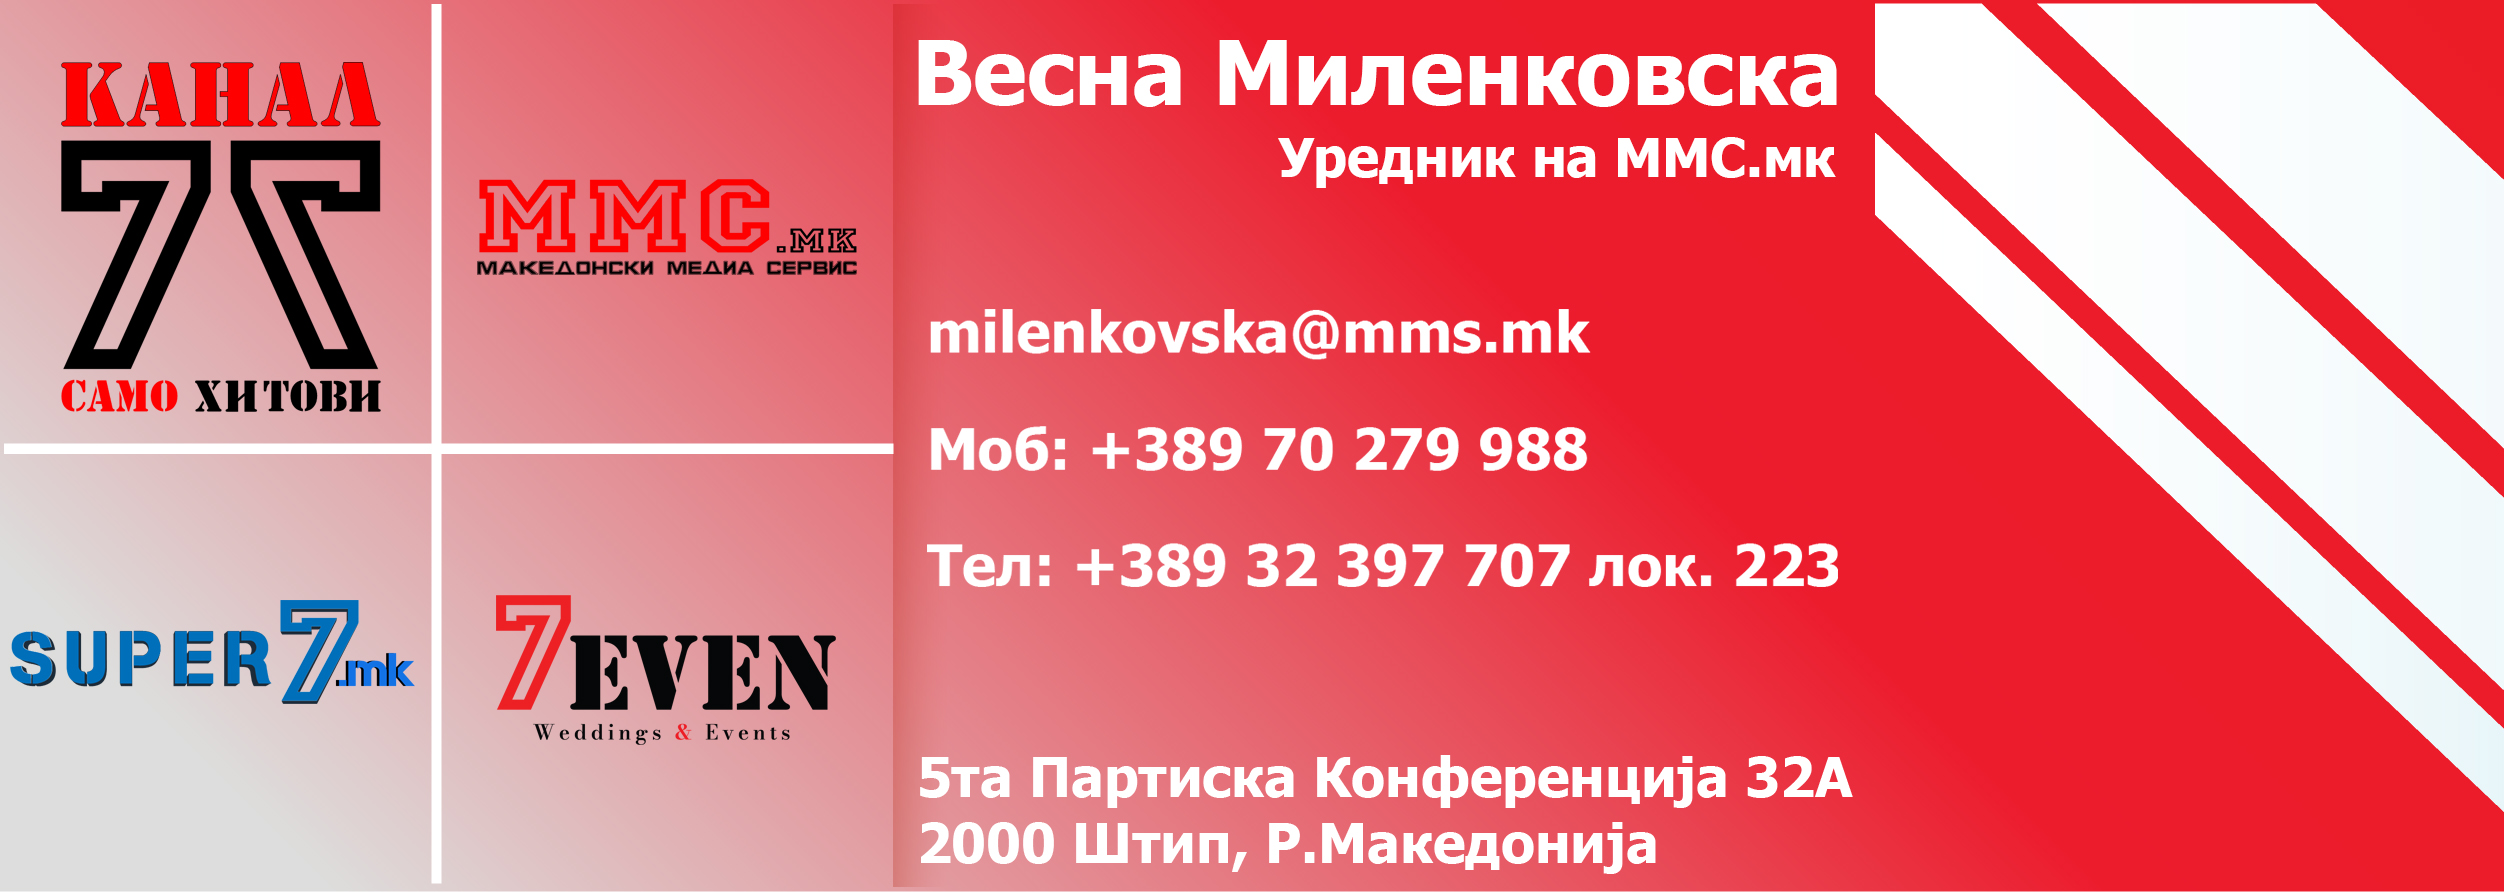 КАНАЛ
77
САМО ХИТОВИ
ММС.мк
МАКЕДОНСКИ МЕДИА СЕРВИС
SUPER7.mk
7EVEN
Weddings & Events
Весна Миленковска
Уредник на ММС.мк
milenkovska@mms.mk
Моб: +389 70 279 988
Тел: +389 32 397 707 лок. 223
5та Партиска Конференција 32А
2000 Штип, Р.Македонија